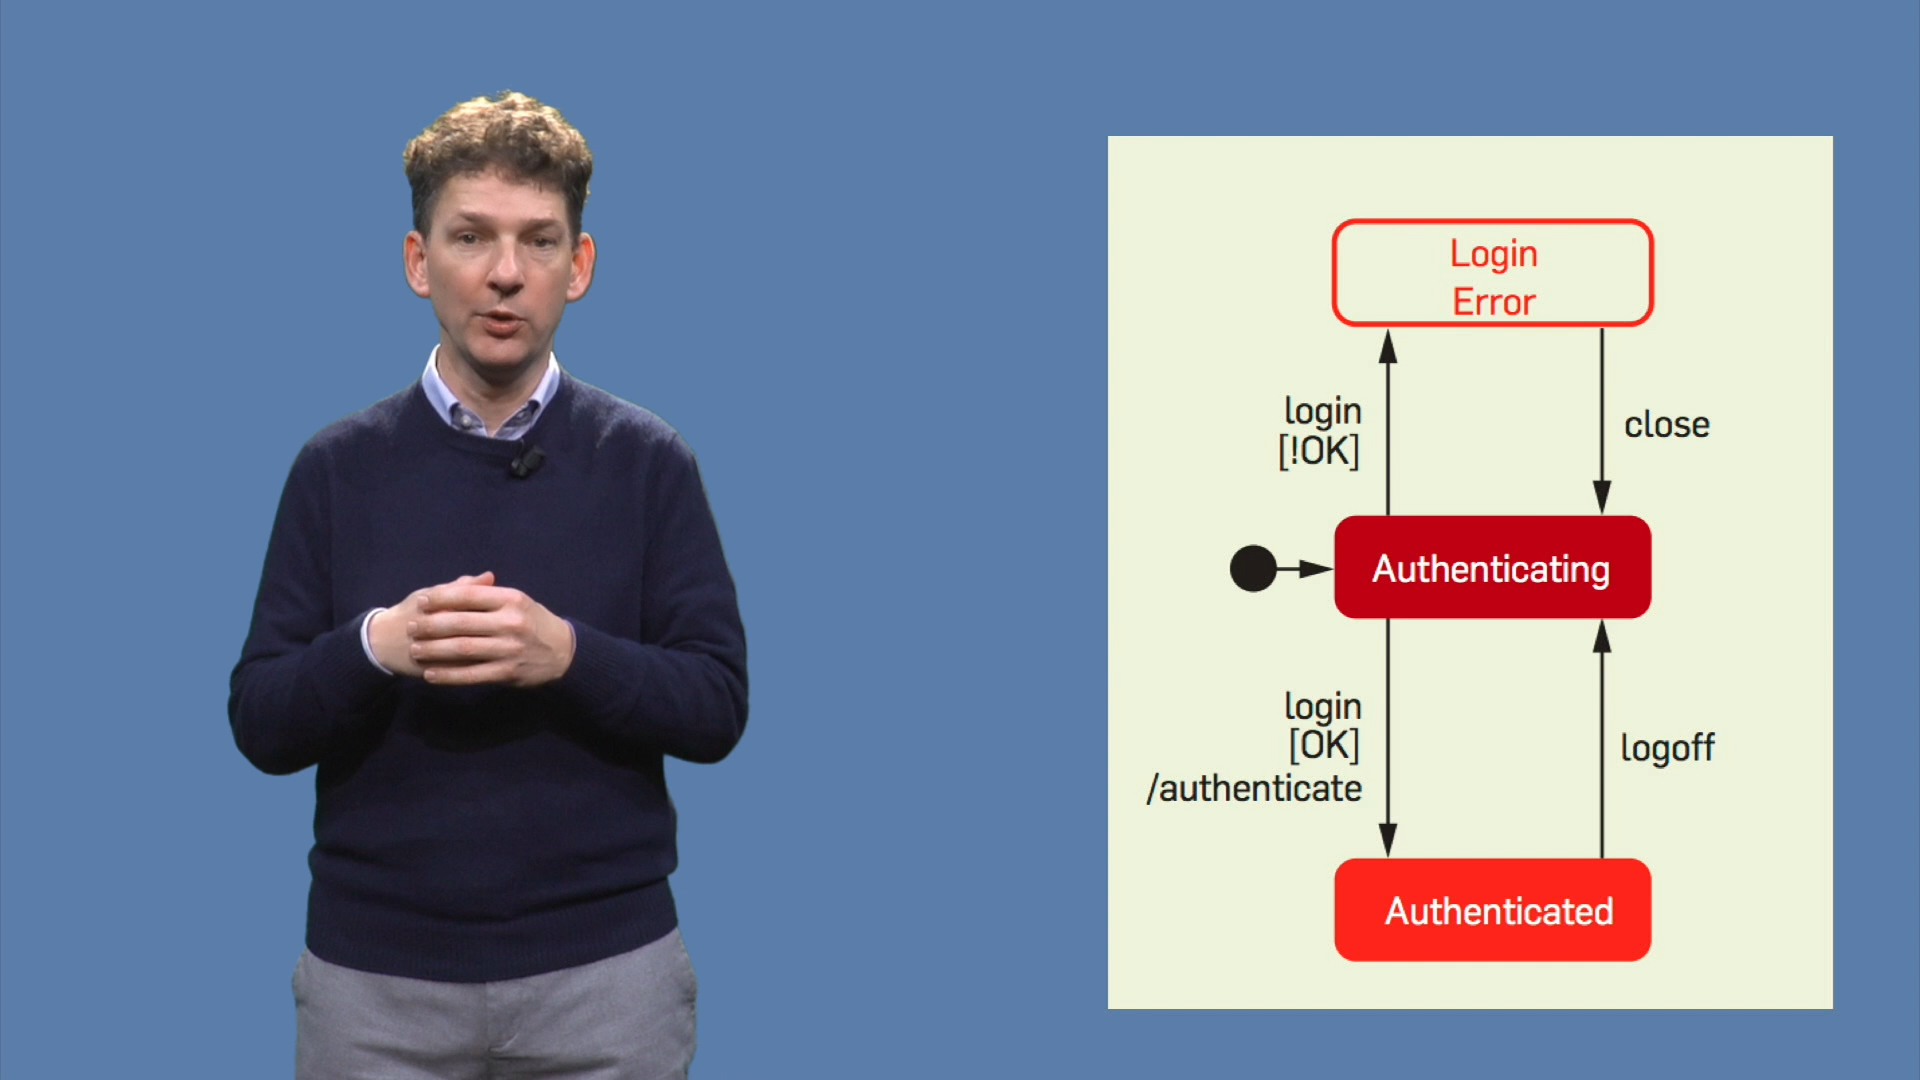 Login
Error
login
[!OK]
close
Authenticating
login
[OK]
/authenticate
logoff
Authenticated